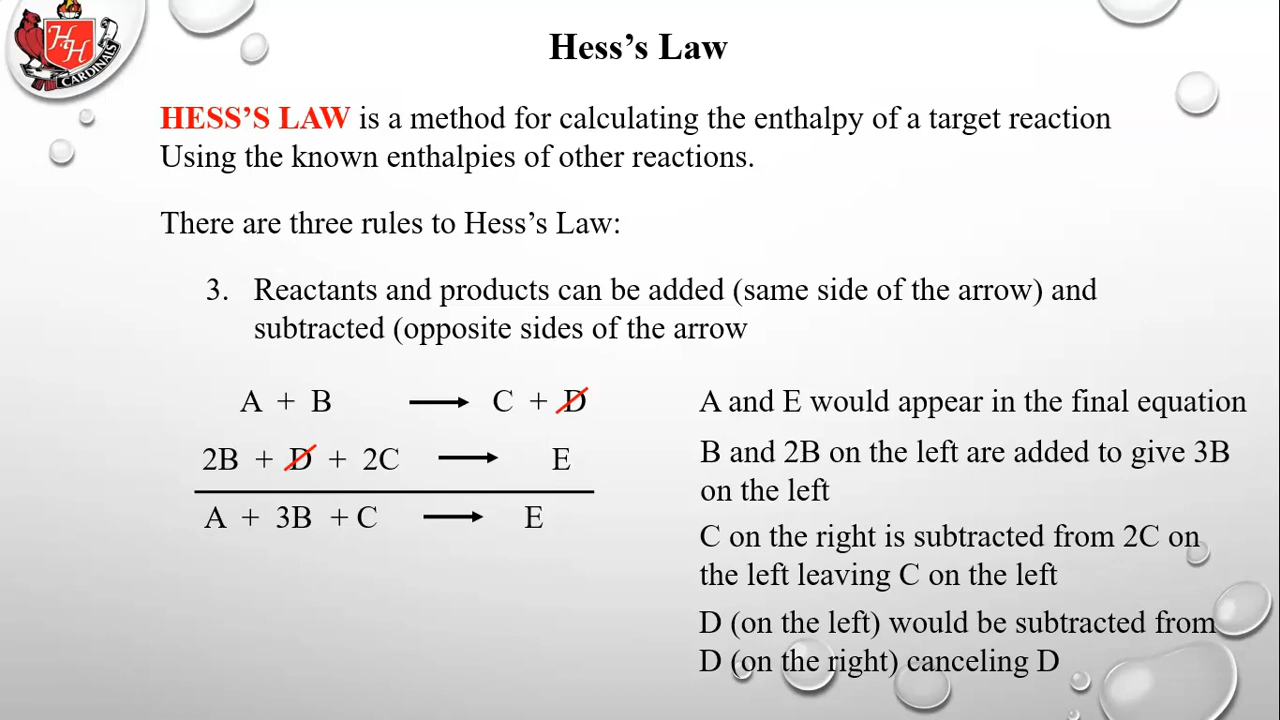 HH
CARDINALS
Hess's Law
HESS'S LAW is a method for calculating the enthalpy of a target reaction
Using the known enthalpies of other reactions.
There are three rules to Hess's Law:
3. Reactants and products can be added (same side of the arrow) and
subtracted (opposite sides of the arrow
A + B ⟶ C + D
2B + D + 2C ⟶ E
A + 3B + C ⟶ E
A and E would appear in the final equation
B and 2B on the left are added to give 3B
on the left
C on the right is subtracted from 2C on
the left leaving C on the left
D (on the left) would be subtracted from
D (on the right) canceling D